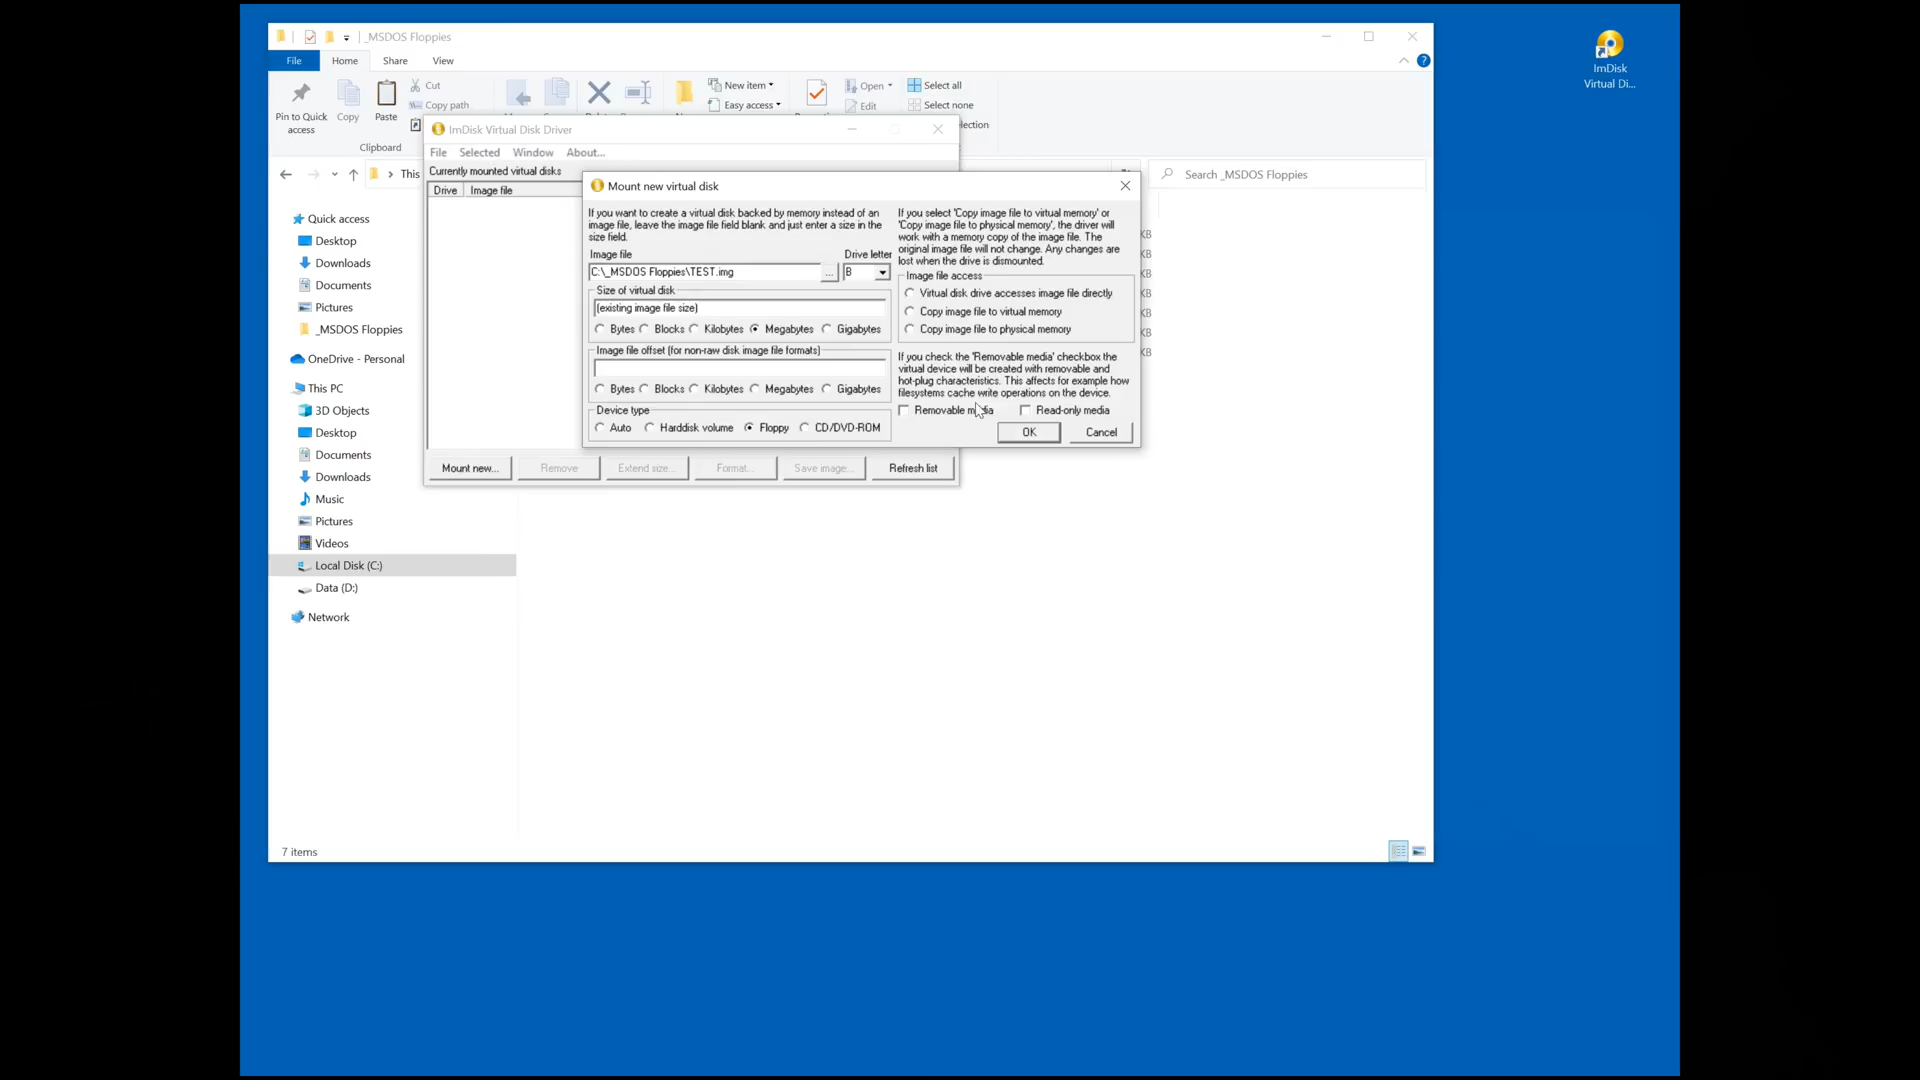 _MSDOS Floppies
File
Home
Share
View
Pin to Quick
access
Copy
Paste
Cut
Copy path
Clipboard
New item
Easy access
Open
Edit
Select all
Select none
ImDisk Virtual Disk Driver
File
Selected
Window
About...
Currently mounted virtual disks
Drive
Image file
This
Search _MSDOS Floppies
Quick access
Desktop
Downloads
Documents
Pictures
_MSDOS Floppies
OneDrive - Personal
This PC
3D Objects
Desktop
Documents
Downloads
Music
Pictures
Videos
Local Disk (C:)
Data (D:)
Network
Mount new virtual disk
If you want to create a virtual disk backed by memory instead of an
image file, leave the image file field blank and just enter a size in the
size field.
Image file
Drive letter
C:\_MSDOS Floppies\TEST.img
...
B
Size of virtual disk
(existing image file size)
Bytes
Blocks
Kilobytes
Megabytes
Gigabytes
Image file offset (for non-raw disk image file formats)
Bytes
Blocks
Kilobytes
Megabytes
Gigabytes
Device type
Auto
Harddisk volume
Floppy
CD/DVD-ROM
If you select 'Copy image file to virtual memory' or
'Copy image file to physical memory', the driver will
work with a memory copy of the image file. The
original image file will not change. Any changes are
lost when the drive is dismounted.
Image file access
Virtual disk drive accesses image file directly
Copy image file to virtual memory
Copy image file to physical memory
If you check the 'Removable media' checkbox the
virtual device will be created with removable and
hot-plug characteristics. This affects for example how
filesystems cache write operations on the device.
Removable media
Read-only media
OK
Cancel
KB
KB
KB
KB
KB
KB
KB
Mount new...
Remove
Extend size...
Format...
Save image...
Refresh list
7 items
ImDisk
Virtual Di...